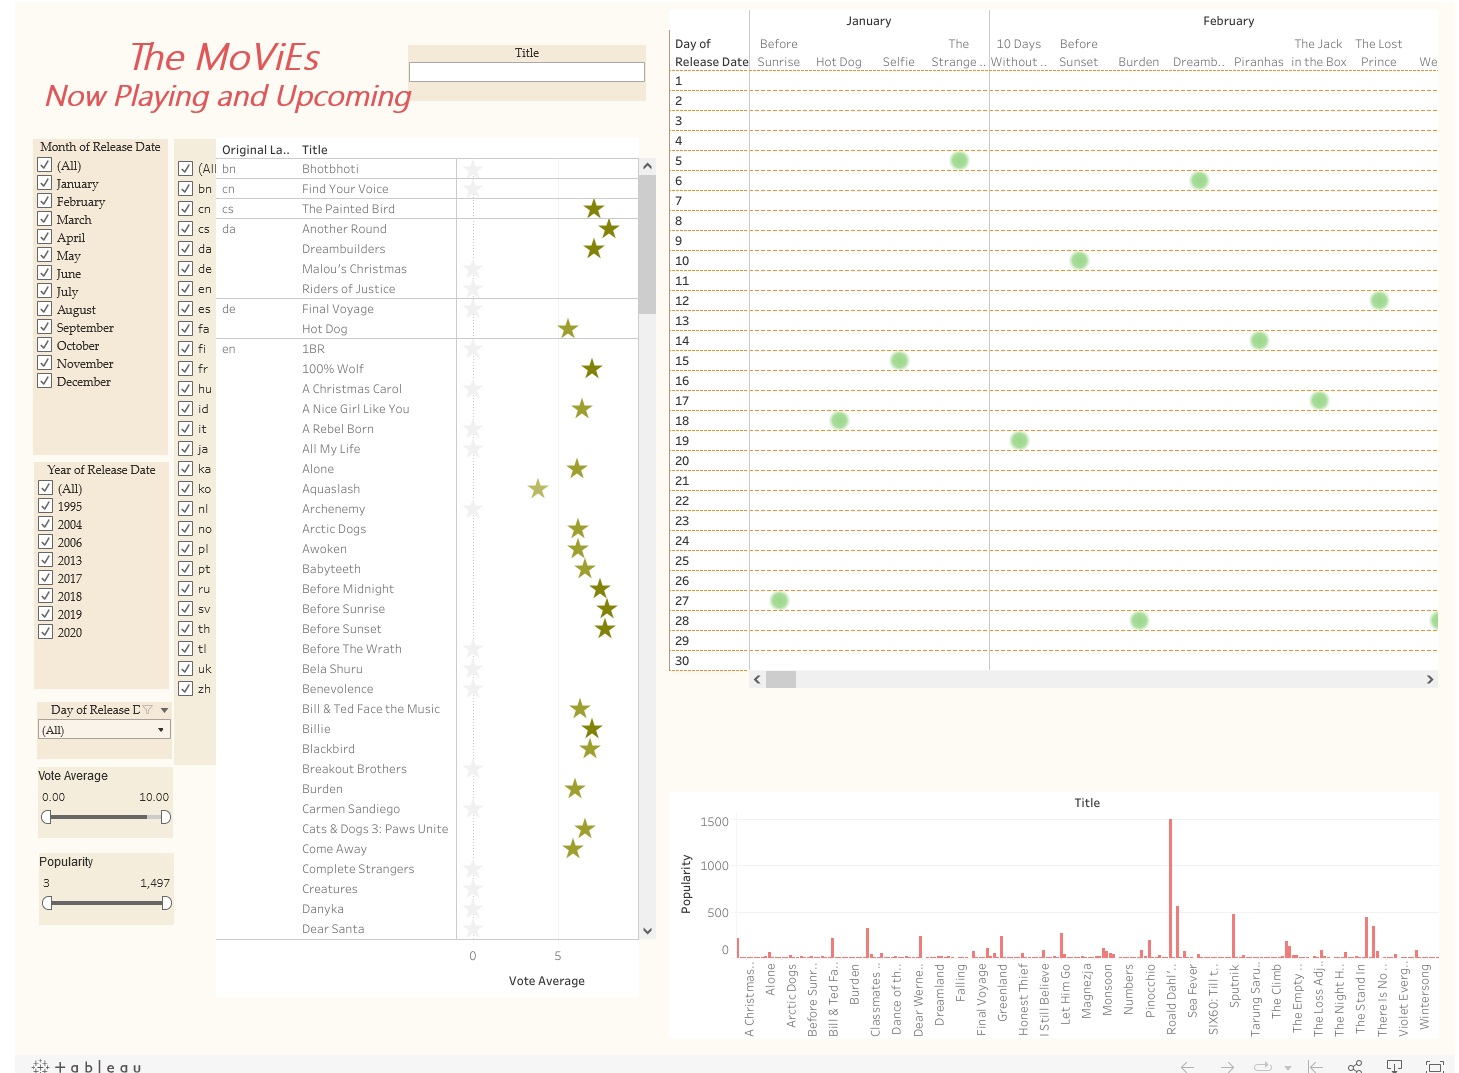 The MoViEs
Now Playing and Upcoming
Title
Month of Release Date
(All)
January
February
March
April
May
June
July
August
September
October
November
December
Year of Release Date
(All)
1995
2004
2006
2013
2017
2018
2019
2020
Day of Release D
(All)
Vote Average
0.00 10.00
Popularity
3 1,497
(All
bn
cn
cs
da
de
en
es
fa
fi
fr
hu
id
it
ja
ka
ko
nl
no
pl
pt
ru
sv
th
tl
uk
zh
Original La.. Title
bn Bhotbhoti
cn Find Your Voice
cs The Painted Bird
da Another Round
Dreambuilders
Malou's Christmas
Riders of Justice
de Final Voyage
Hot Dog
en 1BR
100% Wolf
A Christmas Carol
A Nice Girl Like You
A Rebel Born
All My Life
Alone
Aquaslash
Archenemy
Arctic Dogs
Awoken
Babyteeth
Before Midnight
Before Sunrise
Before Sunset
Before The Wrath
Bela Shuru
Benevolence
Bill & Ted Face the Music
Billie
Blackbird
Breakout Brothers
Burden
Carmen Sandiego
Cats & Dogs 3: Paws Unite
Come Away
Complete Strangers
Creatures
Danyka
Dear Santa
0 5
Vote Average
January February
Day of Before The 10 Days Before The Jack The Lost
Release Date Sunrise Hot Dog Selfie Strange .. Without .. Sunset Burden Dreamb.. Piranhas in the Box Prince We
1
2
3
4
5
6
7
8
9
10
11
12
13
14
15
16
17
18
19
20
21
22
23
24
25
26
27
28
29
30
Title
Popularity
1500
1000
500
0
A Christmas..
Alone
Arctic Dogs
Before Sunr..
Bill & Ted Fa..
Burden
Classmates ..
Dance of th..
Dear Werne..
Dreamland
Falling
Final Voyage
Greenland
Honest Thief
I Still Believe
Let Him Go
Magnezja
Monsoon
Numbers
Pinocchio
Roald Dahl'..
Sea Fever
SIX60: Till t..
Sputnik
Tarung Saru..
The Climb
The Empty ..
The Loss Adj..
The Night H..
The Stand In
There Is No ..
Violet Everg..
Wintersong
+ a b l e a u